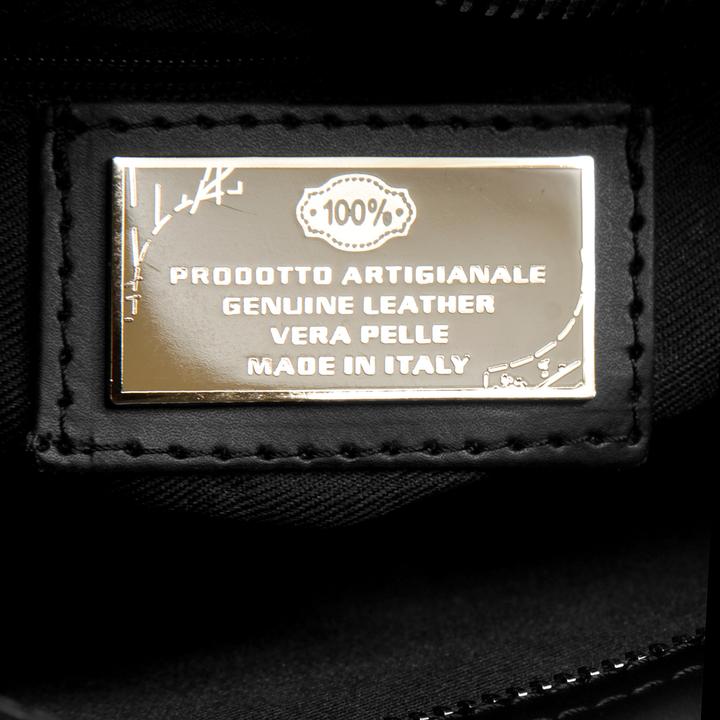 100%
PRODOTTO ARTIGIANALE
GENUINE LEATHER
VERA PELLE
MADE IN ITALY